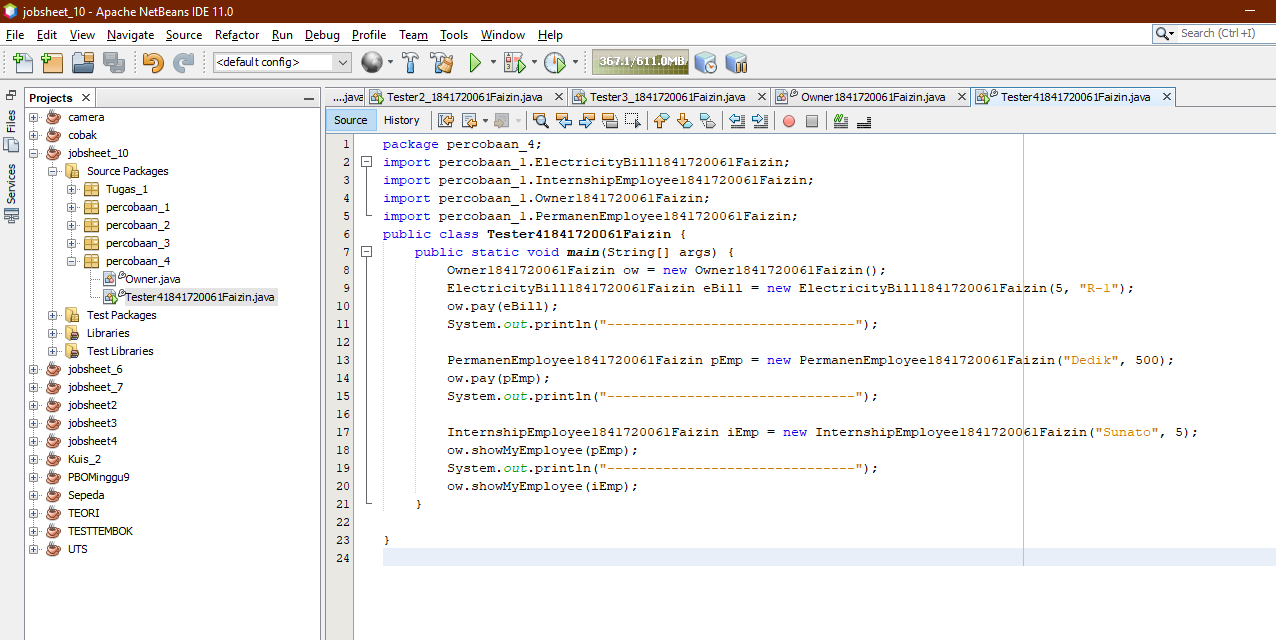 jobsheet_10 - Apache NetBeans IDE 11.0
File Edit View Navigate Source Refactor Run Debug Profile Team Tools Window Help
Search (Ctrl+I)
<default config>
367.1/611.0MB
Projects
Files
Services
camera
cobak
jobsheet_10
Source Packages
Tugas_1
percobaan_1
percobaan_2
percobaan_3
percobaan_4
Owner.java
Tester41841720061Faizin.java
Test Packages
Libraries
Test Libraries
jobsheet_6
jobsheet_7
jobsheet2
jobsheet3
jobsheet4
Kuis_2
PBOMinggu9
Sepeda
TEORI
TESTTEMBOK
UTS
....java Tester2_1841720061Faizin.java Tester3_1841720061Faizin.java Owner1841720061Faizin.java Tester41841720061Faizin.java
Source History
1 package percobaan_4;
2 import percobaan_1.ElectricityBill1841720061Faizin;
3 import percobaan_1.InternshipEmployee1841720061Faizin;
4 import percobaan_1.Owner1841720061Faizin;
5 import percobaan_1.PermanenEmployee1841720061Faizin;
6 public class Tester41841720061Faizin {
7 public static void main(String[] args) {
8 Owner1841720061Faizin ow = new Owner1841720061Faizin();
9 ElectricityBill1841720061Faizin eBill = new ElectricityBill1841720061Faizin(5, "R-1");
10 ow.pay(eBill);
11 System.out.println("-------------------------------");
12
13 PermanenEmployee1841720061Faizin pEmp = new PermanenEmployee1841720061Faizin("Dedik", 500);
14 ow.pay(pEmp);
15 System.out.println("-------------------------------");
16
17 InternshipEmployee1841720061Faizin iEmp = new InternshipEmployee1841720061Faizin("Sunato", 5);
18 ow.showMyEmployee(pEmp);
19 System.out.println("-------------------------------");
20 ow.showMyEmployee(iEmp);
21 }
22
23 }
24